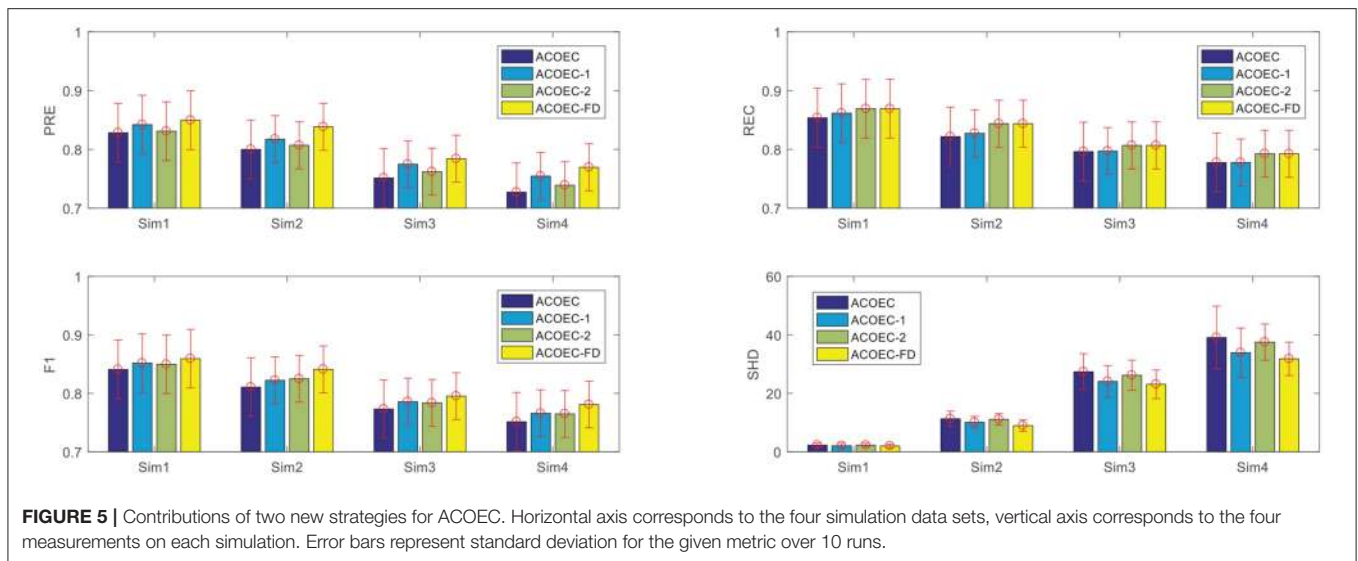 1
0.9
0.8
0.7
PRE
Sim1
Sim2
Sim3
Sim4
ACOEC
ACOEC-1
ACOEC-2
ACOEC-FD
1
0.9
0.8
0.7
REC
Sim1
Sim2
Sim3
Sim4
ACOEC
ACOEC-1
ACOEC-2
ACOEC-FD
1
0.9
0.8
0.7
F1
Sim1
Sim2
Sim3
Sim4
ACOEC
ACOEC-1
ACOEC-2
ACOEC-FD
60
40
20
0
SHD
Sim1
Sim2
Sim3
Sim4
ACOEC
ACOEC-1
ACOEC-2
ACOEC-FD
FIGURE 5 | Contributions of two new strategies for ACOEC. Horizontal axis corresponds to the four simulation data sets, vertical axis corresponds to the four
measurements on each simulation. Error bars represent standard deviation for the given metric over 10 runs.